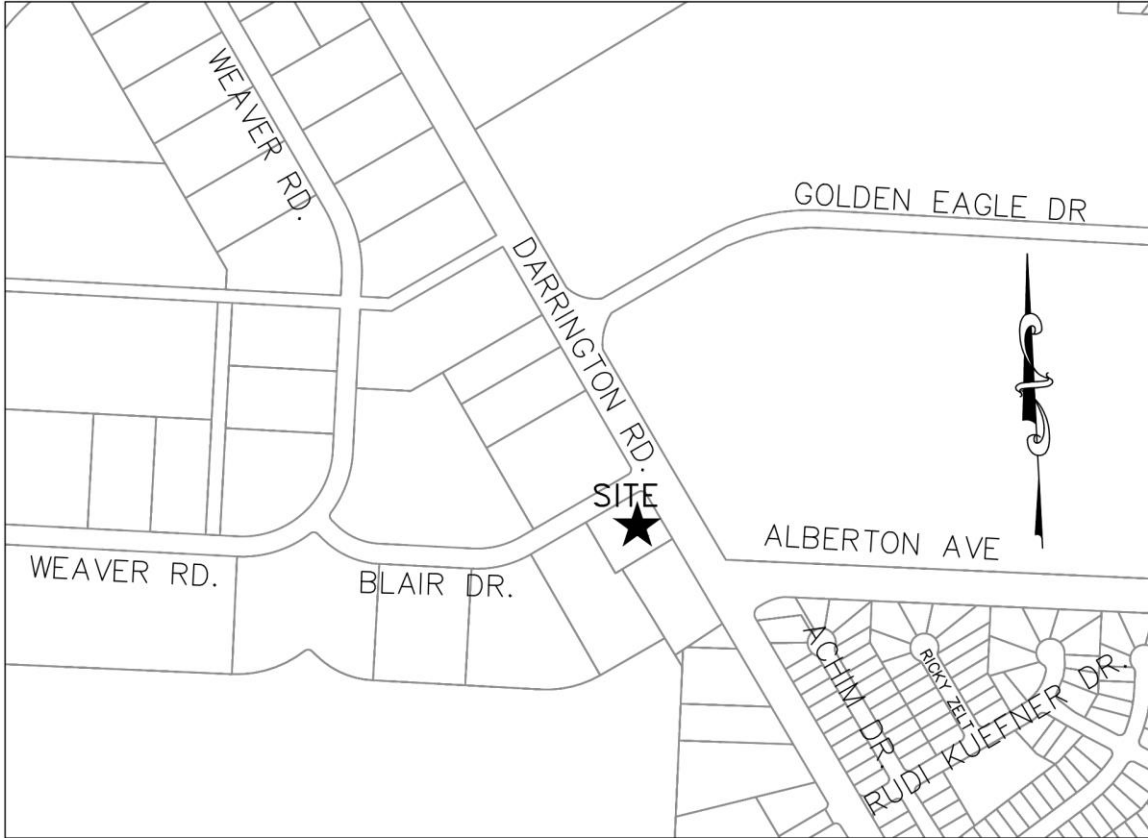 WEAVER RD.
GOLDEN EAGLE DR
DARRINGTON RD.
SITE
ALBERTON AVE
WEAVER RD.
BLAIR DR.
ACHIM DR.
RICKY ZELT
RUDI KUEFNER DR.